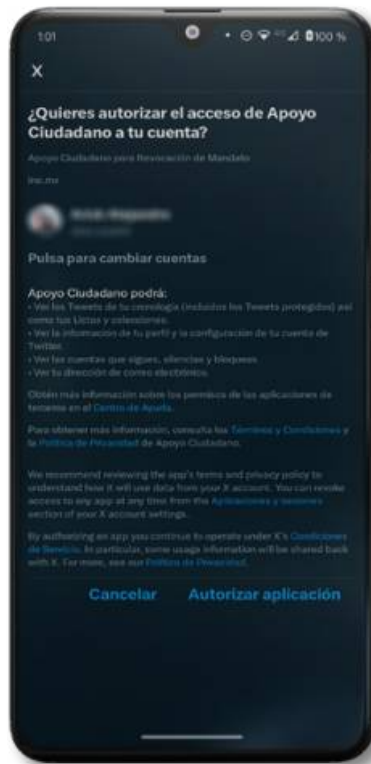 1:01
100 %
X
¿Quieres autorizar el acceso de Apoyo
Ciudadano a tu cuenta?
Apoyo Ciudadano para Revocación de Mandato
ine.mx
Pulsa para cambiar cuentas
Apoyo Ciudadano podrá:
• Ver los Tweets de tu cronología (incluidos los Tweets protegidos) así
como tus Listas y colecciones.
• Ver la información de tu perfil y la configuración de tu cuenta de
Twitter.
• Ver las cuentas que sigues, silencias y bloqueas.
• Ver tu dirección de correo electrónico.
Obtén más información sobre los permisos de las aplicaciones de
terceros en el Centro de Ayuda.
Para obtener más información, consulta los Términos y Condiciones y
la Política de Privacidad de Apoyo Ciudadano.
We recommend reviewing the app's terms and privacy policy to
understand how it will use data from your X account. You can revoke
access to any app at any time from the Aplicaciones y sesiones
section of your X account settings.
By authorizing an app you continue to operate under X's Condiciones
de Servicio. In particular, some usage information will be shared back
with X. For more, see our Política de Privacidad.
Cancelar Autorizar aplicación